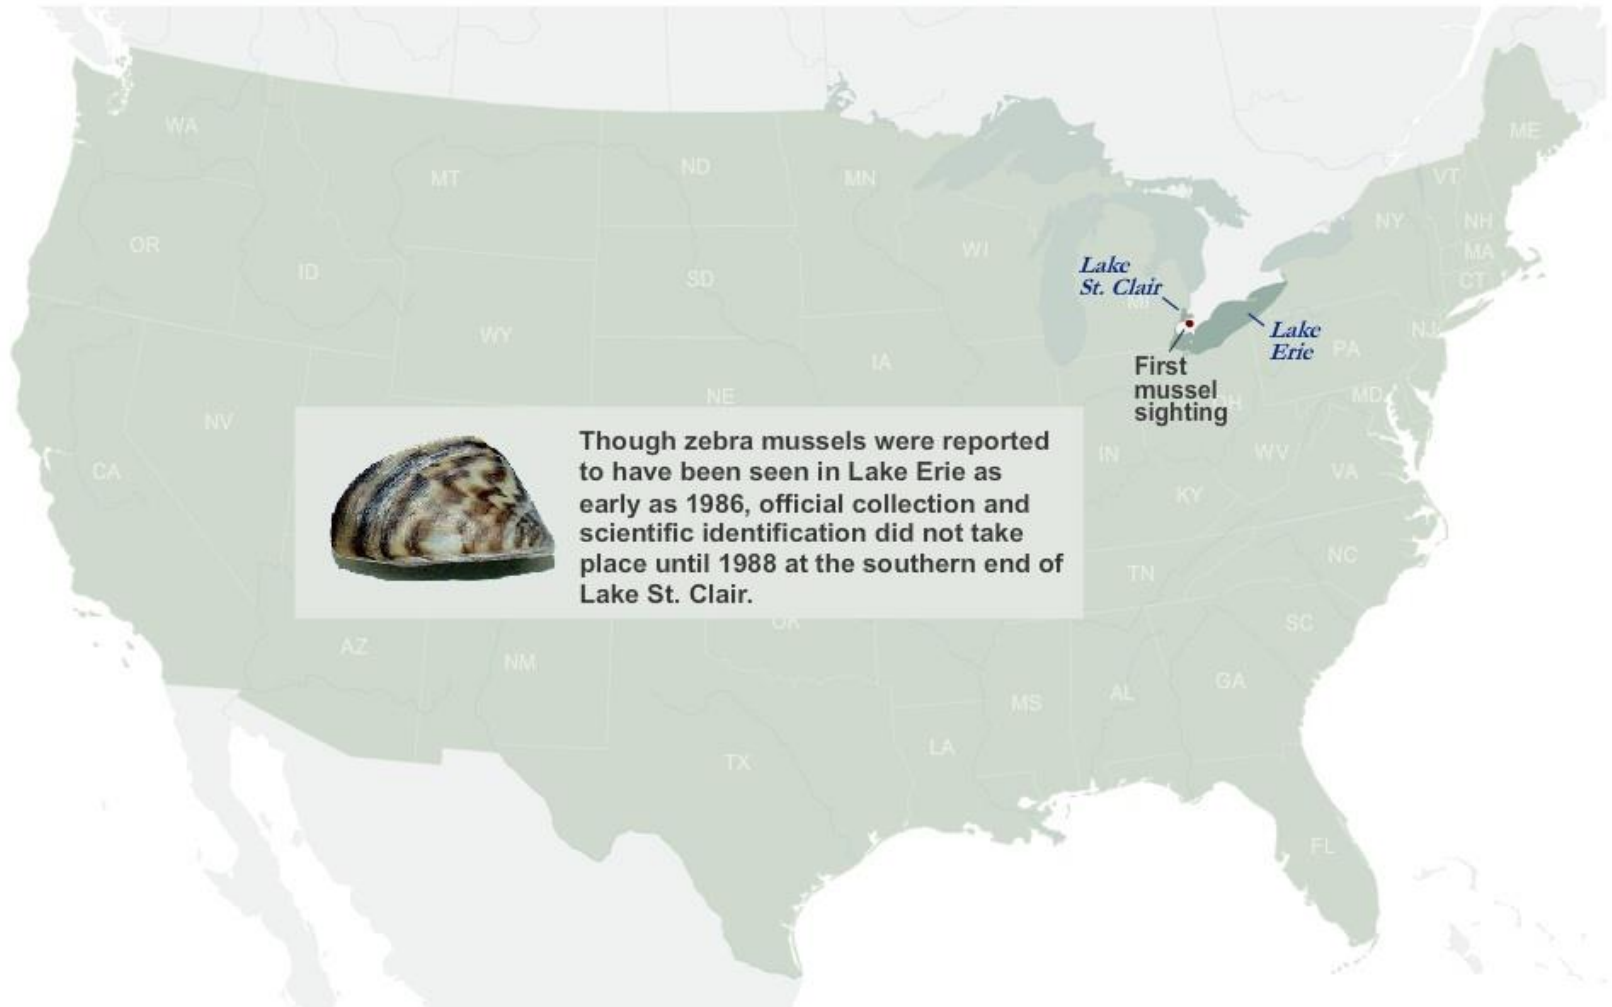 WA
MT
ND
MN
ME
VT
OR
ID
SD
WI
NY
NH
MA
CT
Lake
St. Clair
MI
WY
IA
Lake
Erie
PA
NJ
First
mussel
sighting
NE
NV
OH
MD
CA
IN
WV
VA
KY
Though zebra mussels were reported
to have been seen in Lake Erie as
early as 1986, official collection and
scientific identification did not take
place until 1988 at the southern end of
Lake St. Clair.
NC
TN
OK
SC
AZ
NM
MS
AL
GA
TX
LA
FL